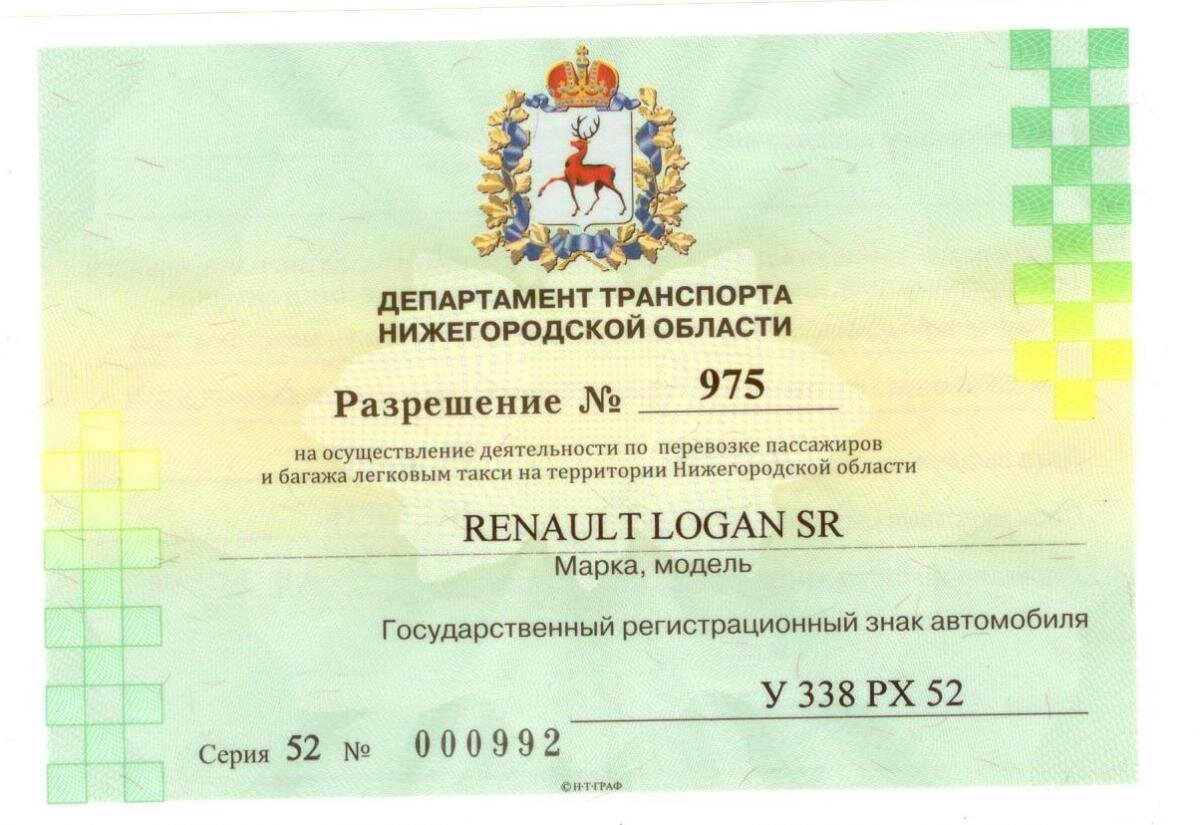 ДЕПАРТАМЕНТ ТРАНСПОРТА
НИЖЕГОРОДСКОЙ ОБЛАСТИ
Разрешение № 975
на осуществление деятельности по перевозке пассажиров
и багажа легковым такси на территории Нижегородской области
RENAULT LOGAN SR
Марка, модель
Государственный регистрационный знак автомобиля
У 338 РХ 52
Серия 52 № 000992
© Н·Т·ГРАФ